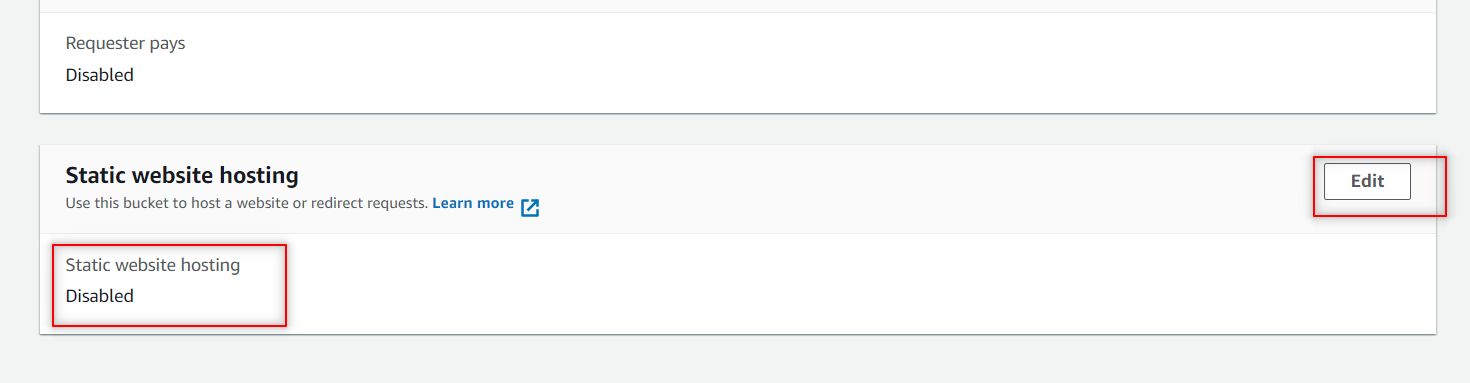 Requester pays
Disabled
Static website hosting
Edit
Use this bucket to host a website or redirect requests. Learn more
Static website hosting
Disabled